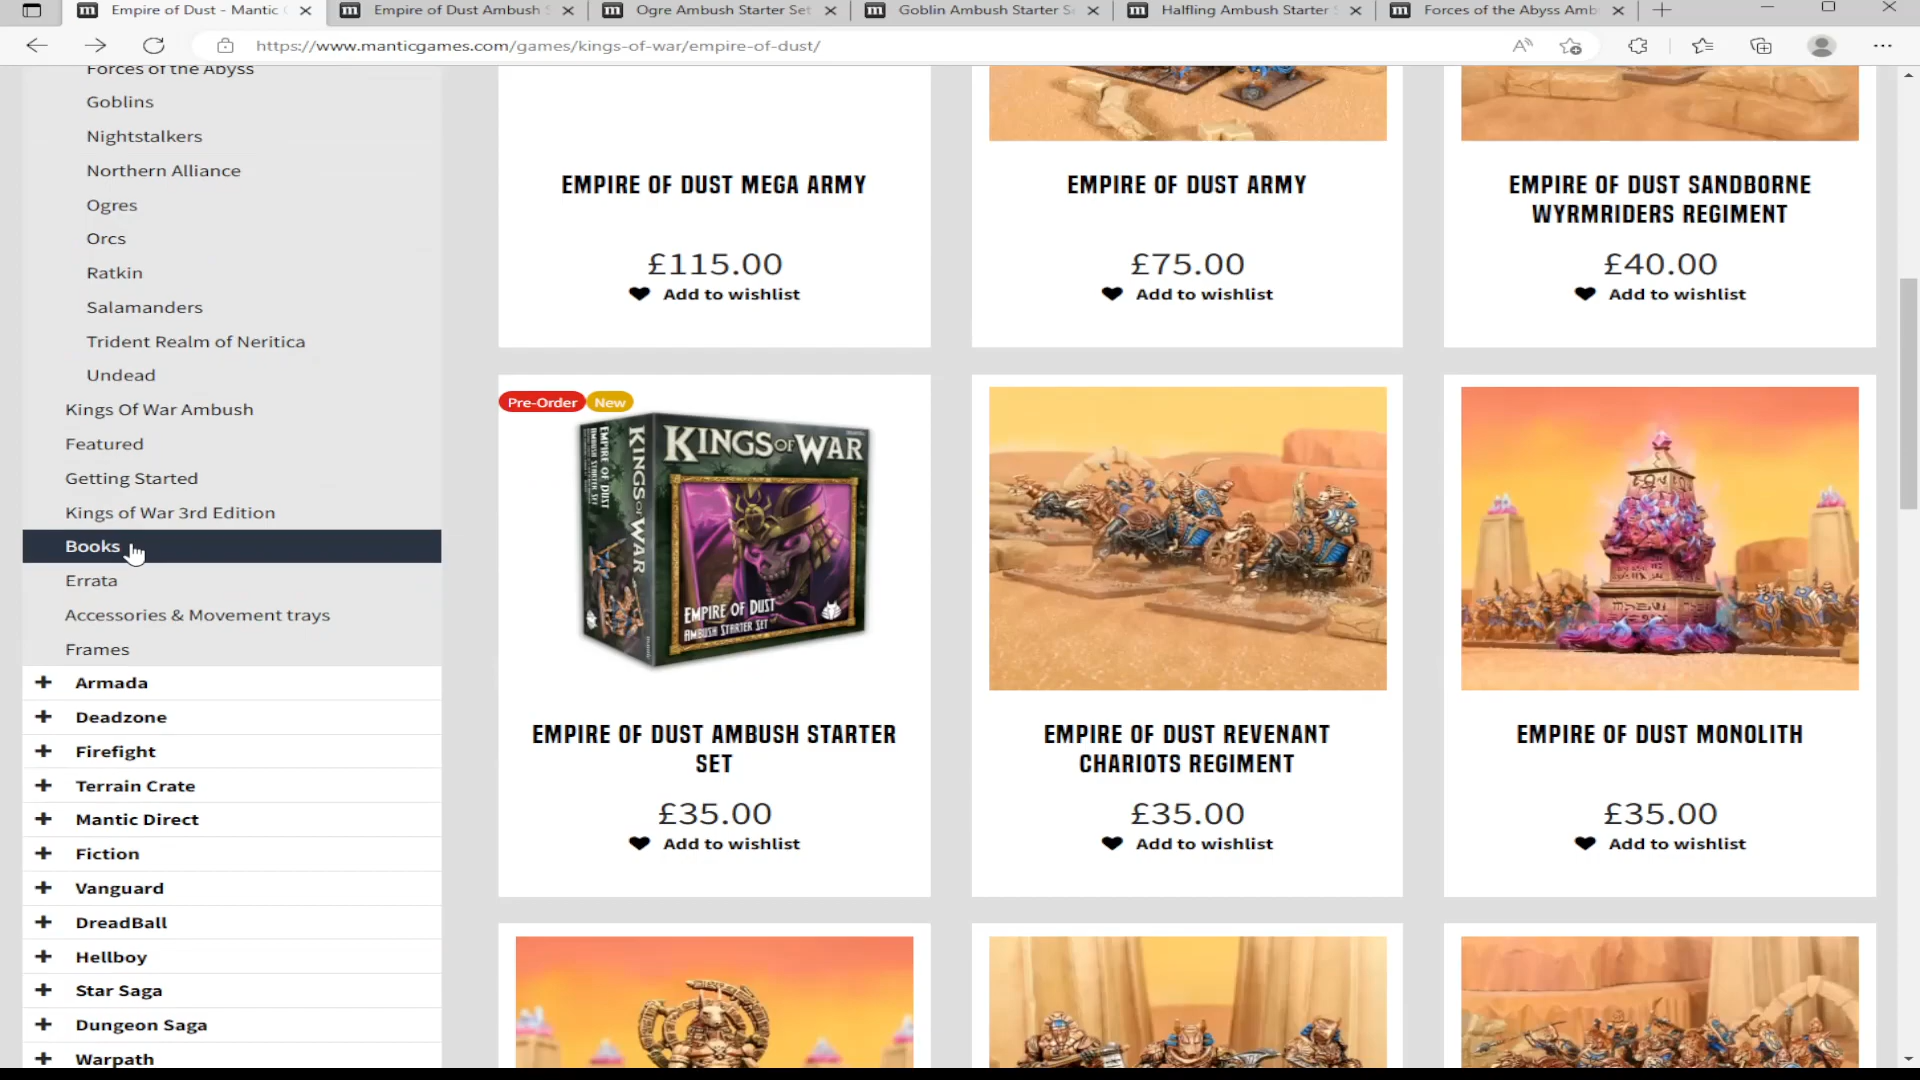 Empire of Dust - Mantic
Empire of Dust Ambush
Ogre Ambush Starter Set
Goblin Ambush Starter S
Halfling Ambush Starter
Forces of the Abyss Amb
https://www.manticgames.com/games/kings-of-war/empire-of-dust/
Forces of the Abyss
Goblins
Nightstalkers
Northern Alliance
Ogres
Orcs
Ratkin
Salamanders
Trident Realm of Neritica
Undead
Kings Of War Ambush
Featured
Getting Started
Kings of War 3rd Edition
Books
Errata
Accessories & Movement trays
Frames
Armada
Deadzone
Firefight
Terrain Crate
Mantic Direct
Fiction
Vanguard
DreadBall
Hellboy
Star Saga
Dungeon Saga
Warpath
EMPIRE OF DUST MEGA ARMY
£115.00
Add to wishlist
EMPIRE OF DUST ARMY
£75.00
Add to wishlist
EMPIRE OF DUST SANDBORNE
WYRMRIDERS REGIMENT
£40.00
Add to wishlist
Pre-Order
New
KINGS OF WAR
KINGS OF WAR
EMPIRE OF DUST
AMBUSH STARTER SET
EMPIRE OF DUST
AMBUSH STARTER SET
EMPIRE OF DUST AMBUSH STARTER
SET
£35.00
Add to wishlist
EMPIRE OF DUST REVENANT
CHARIOTS REGIMENT
£35.00
Add to wishlist
EMPIRE OF DUST MONOLITH
£35.00
Add to wishlist